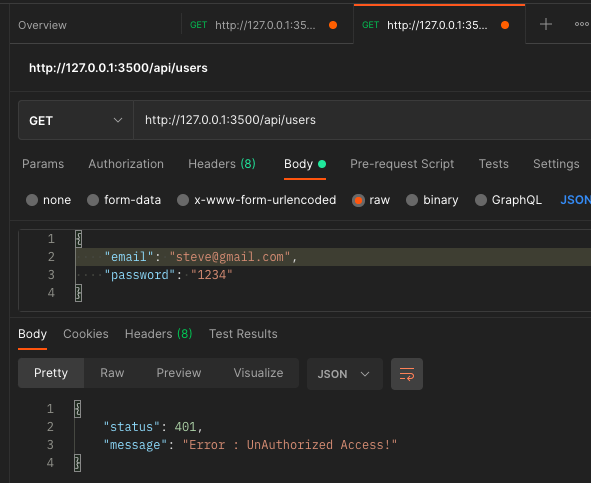 Overview GET http://127.0.0.1:35... GET http://127.0.0.1:35... + ooo
http://127.0.0.1:3500/api/users
GET http://127.0.0.1:3500/api/users
Params Authorization Headers (8) Body Pre-request Script Tests Settings
none form-data x-www-form-urlencoded raw binary GraphQL JSON
1 {
2 "email": "steve@gmail.com",
3 "password": "1234"
4 }
Body Cookies Headers (8) Test Results
Pretty Raw Preview Visualize JSON
1 {
2 "status": 401,
3 "message": "Error : UnAuthorized Access!"
4 }